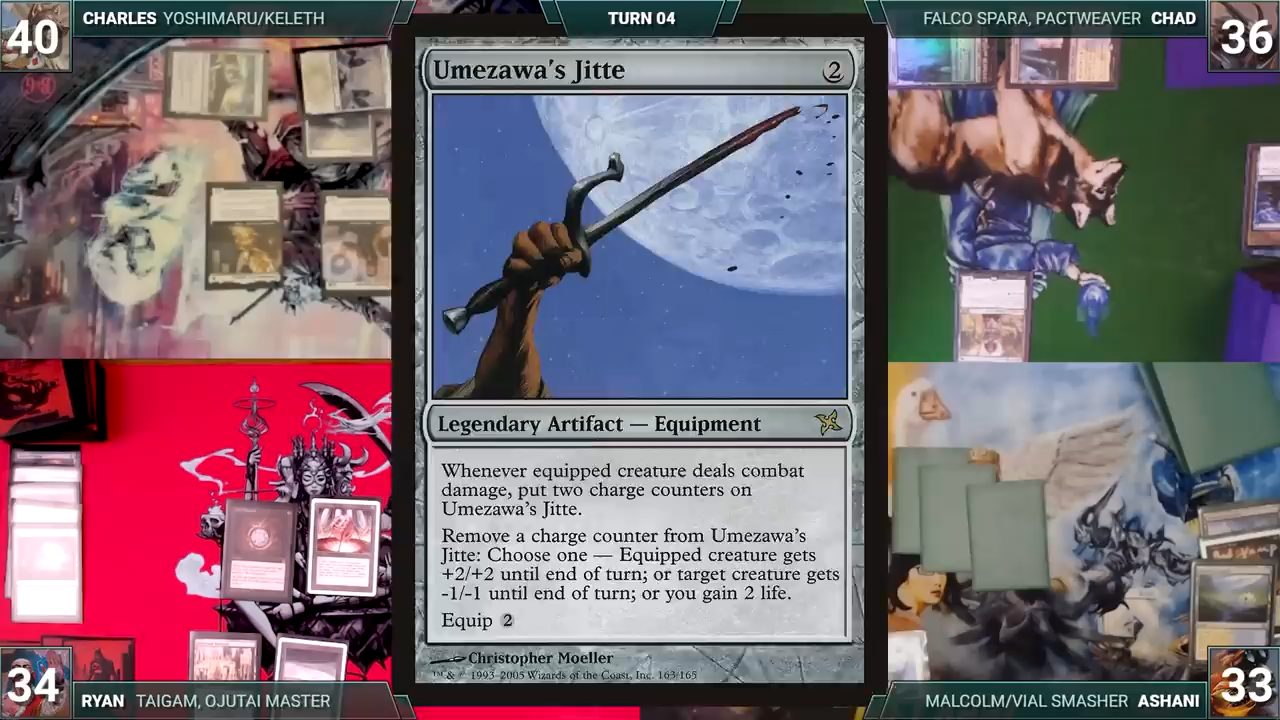 40
CHARLES YOSHIMARU/KELETH
TURN 04
FALCO SPARA, PACTWEAVER CHAD
36
Umezawa's Jitte 2
Legendary Artifact — Equipment
Whenever equipped creature deals combat
damage, put two charge counters on
Umezawa's Jitte.
Remove a charge counter from Umezawa's
Jitte: Choose one — Equipped creature gets
+2/+2 until end of turn; or target creature gets
-1/-1 until end of turn; or you gain 2 life.
Equip 2
Christopher Moeller
™ & © 1993–2005 Wizards of the Coast, Inc. 163/165
34
RYAN TAIGAM, OJUTAI MASTER
MALCOLM/VIAL SMASHER ASHANI
33